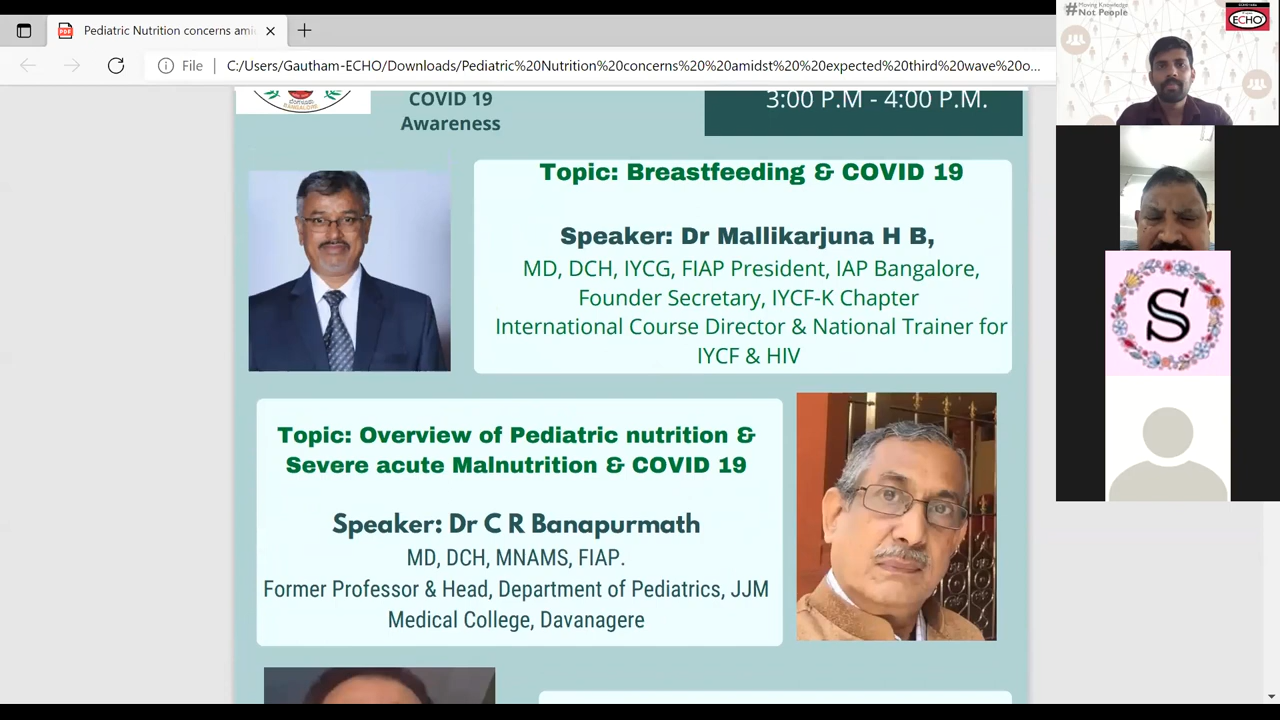 Pediatric Nutrition concerns ami
File
C:/Users/Gautham-ECHO/Downloads/Pediatric%20Nutrition%20concerns%20%20amidst%20%20expected%20third%20wave%20o...
#Moving Knowledge
Not People
ECHO
BANGALORE
COVID 19
Awareness
3:00 P.M - 4:00 P.M.
Topic: Breastfeeding & COVID 19
Speaker: Dr Mallikarjuna H B,
MD, DCH, IYCG, FIAP President, IAP Bangalore,
Founder Secretary, IYCF-K Chapter
International Course Director & National Trainer for
IYCF & HIV
Topic: Overview of Pediatric nutrition &
Severe acute Malnutrition & COVID 19
Speaker: Dr C R Banapurmath
MD, DCH, MNAMS, FIAP.
Former Professor & Head, Department of Pediatrics, JJM
Medical College, Davanagere
S